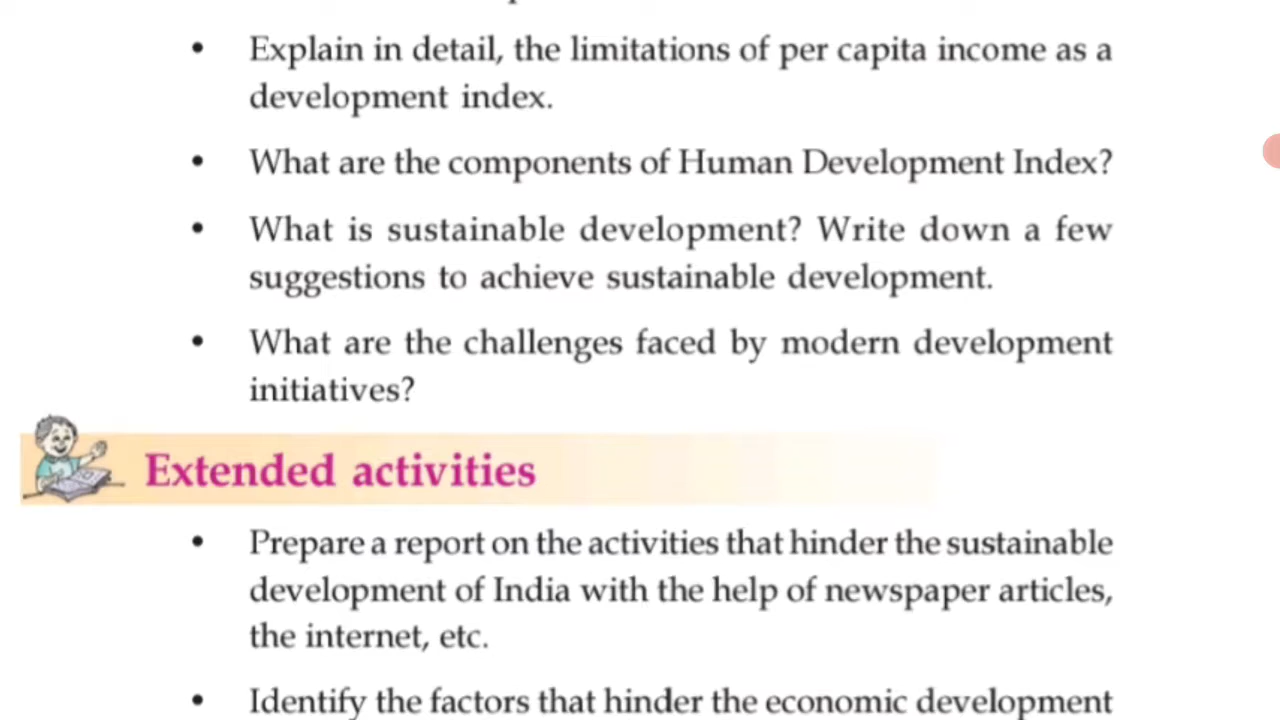 • Explain in detail, the limitations of per capita income as a
development index.
• What are the components of Human Development Index?
• What is sustainable development? Write down a few
suggestions to achieve sustainable development.
• What are the challenges faced by modern development
initiatives?
Extended activities
• Prepare a report on the activities that hinder the sustainable
development of India with the help of newspaper articles,
the internet, etc.
• Identify the factors that hinder the economic development